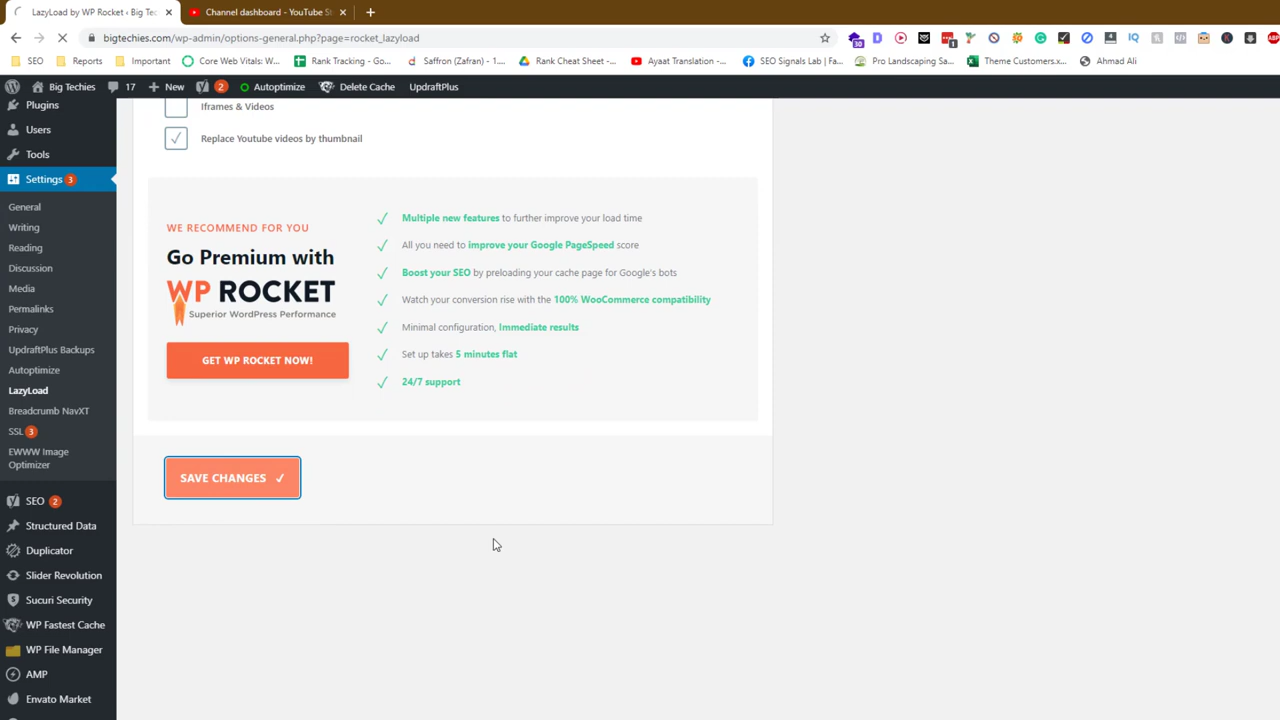 LazyLoad by WP Rocket ‹ Big Tec
Channel dashboard - YouTube St
bigtechies.com/wp-admin/options-general.php?page=rocket_lazyload
30
1
ABP
SEO
Reports
Important
Core Web Vitals: W...
Rank Tracking - Go...
Saffron (Zafran) - 1....
Rank Cheat Sheet -...
Ayaat Translation -...
SEO Signals Lab | Fa...
Pro Landscaping Sa...
Theme Customers.x...
Ahmad Ali
Big Techies
17
New
2
Autoptimize
Delete Cache
UpdraftPlus
Plugins
Users
Tools
Settings 3
General
Writing
Reading
Discussion
Media
Permalinks
Privacy
UpdraftPlus Backups
Autoptimize
LazyLoad
Breadcrumb NavXT
SSL 3
EWWW Image
Optimizer
SEO 2
Structured Data
Duplicator
Slider Revolution
Sucuri Security
WP Fastest Cache
WP File Manager
AMP
Envato Market
Iframes & Videos
Replace Youtube videos by thumbnail
WE RECOMMEND FOR YOU
Go Premium with
WP ROCKET
Superior WordPress Performance
GET WP ROCKET NOW!
Multiple new features to further improve your load time
All you need to improve your Google PageSpeed score
Boost your SEO by preloading your cache page for Google's bots
Watch your conversion rise with the 100% WooCommerce compatibility
Minimal configuration, Immediate results
Set up takes 5 minutes flat
24/7 support
SAVE CHANGES